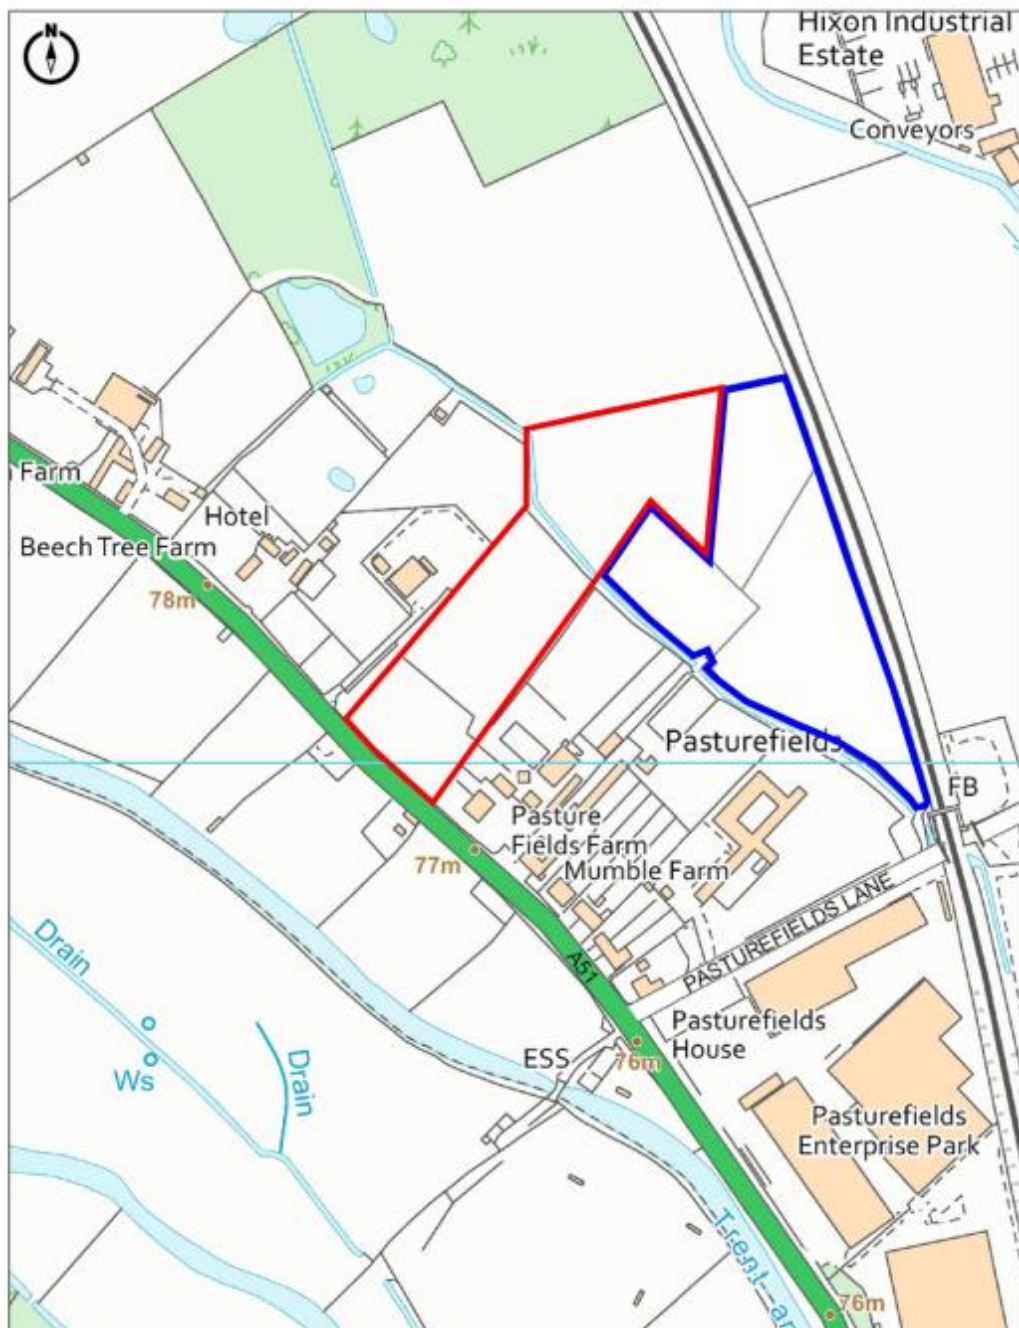 N
Hixon Industrial
Estate
Conveyors
Farm
Hotel
Beech Tree Farm
78m
Pasturefields
FB
Pasture
Fields Farm
77m
Mumble Farm
PASTUREFIELDS LANE
Drain
A51
Pasturefields
House
ESS
76m
Ws
Drain
Pasturefields
Enterprise Park
Trent
76m